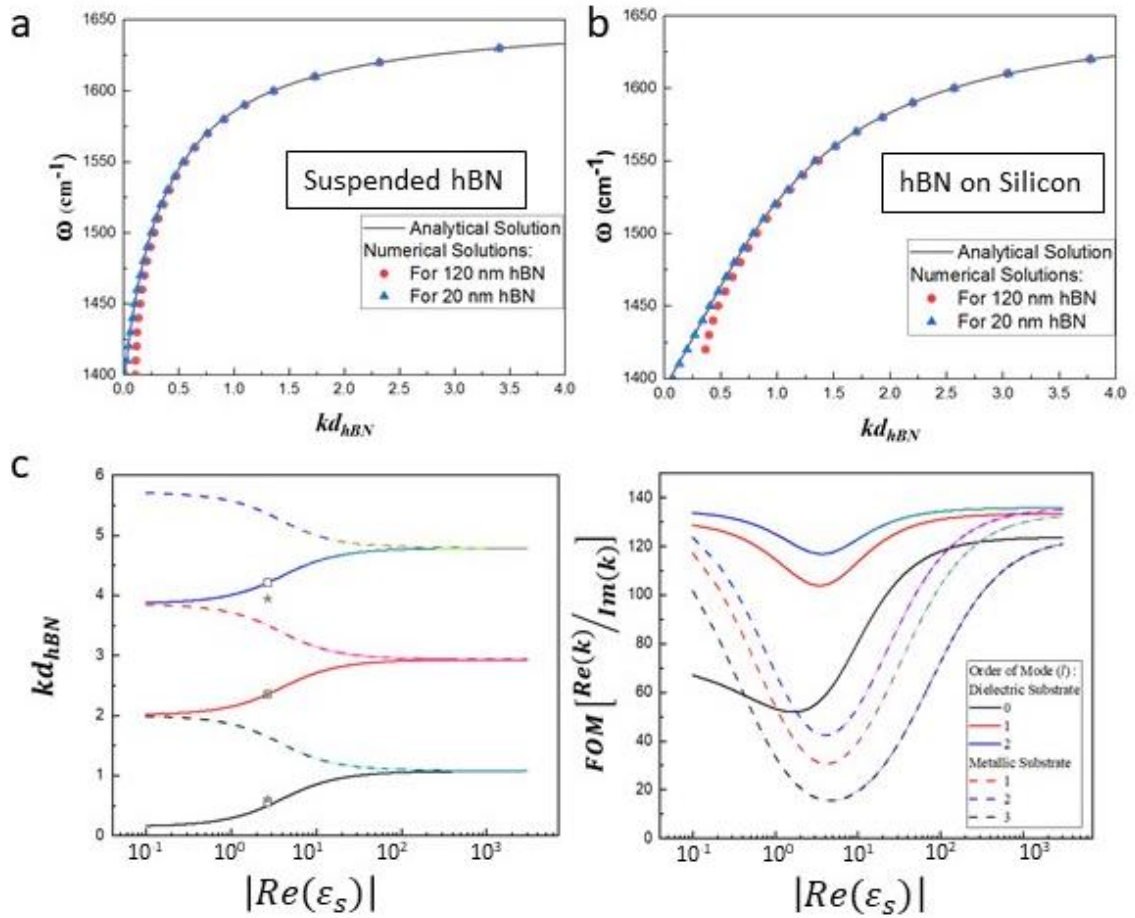 a
1650
1600
1550
1500
1450
1400
ω (cm⁻¹)
Suspended hBN
Analytical Solution
Numerical Solutions:
For 120 nm hBN
For 20 nm hBN
0.0 0.5 1.0 1.5 2.0 2.5 3.0 3.5 4.0
kd_hBN
b
1650
1600
1550
1500
1450
1400
ω (cm⁻¹)
hBN on Silicon
Analytical Solution
Numerical Solutions:
For 120 nm hBN
For 20 nm hBN
0.0 0.5 1.0 1.5 2.0 2.5 3.0 3.5 4.0
kd_hBN
c
6
5
4
3
2
1
0
kd_hBN
10⁻¹ 10⁰ 10¹ 10² 10³
|Re(ε_s)|
140
120
100
80
60
40
20
0
FOM [Re(k)/Im(k)]
Order of Mode (l) :
Dielectric Substrate
0
1
2
Metallic Substrate
1
2
3
10⁻¹ 10⁰ 10¹ 10² 10³
|Re(ε_s)|